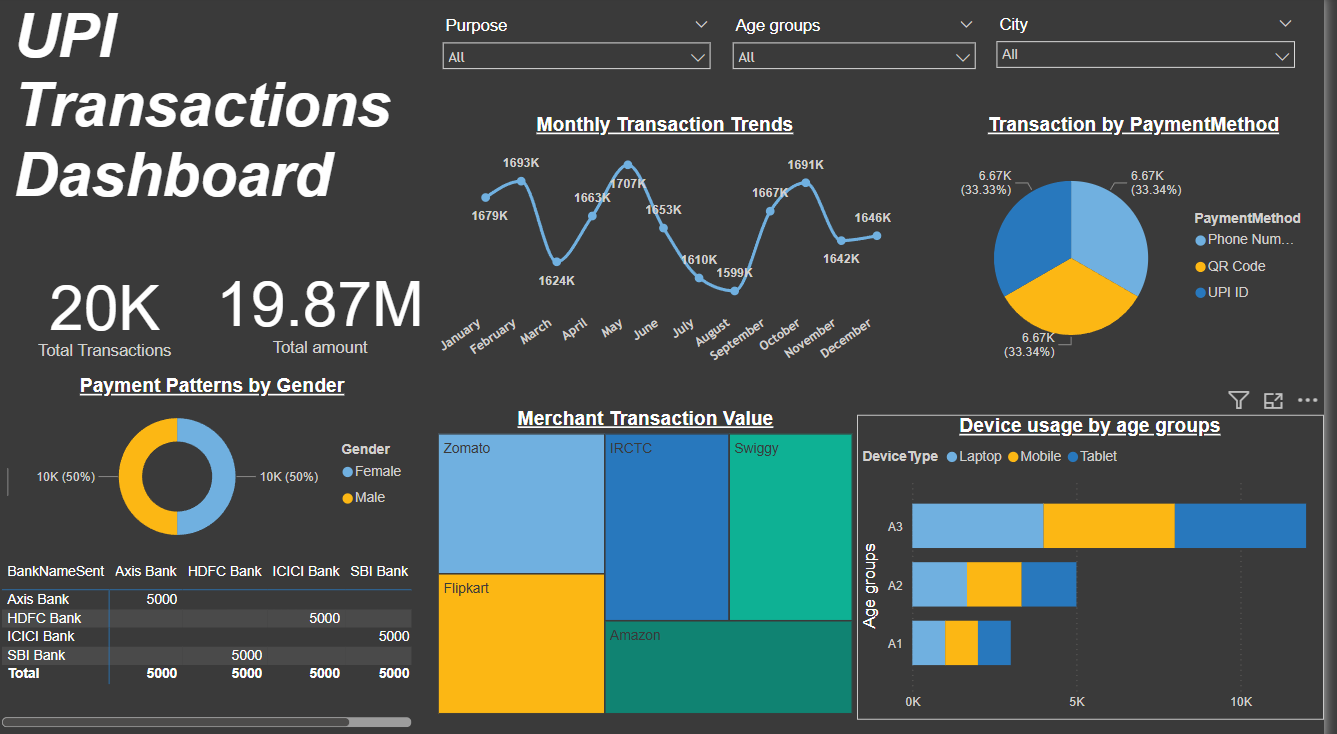 UPI
Transactions
Dashboard
Purpose
All
Age groups
All
City
All
20K
Total Transactions
19.87M
Total amount
Monthly Transaction Trends
1679K
1693K
1624K
1663K
1707K
1653K
1610K
1599K
1667K
1691K
1642K
1646K
January
February
March
April
May
June
July
August
September
October
November
December
Transaction by PaymentMethod
6.67K
(33.33%)
6.67K
(33.34%)
6.67K
(33.34%)
PaymentMethod
Phone Num...
QR Code
UPI ID
Payment Patterns by Gender
10K (50%)
10K (50%)
Gender
Female
Male
BankNameSent Axis Bank HDFC Bank ICICI Bank SBI Bank
Axis Bank 5000
HDFC Bank 5000
ICICI Bank 5000
SBI Bank 5000
Total 5000 5000 5000 5000
Merchant Transaction Value
Zomato
IRCTC
Swiggy
Flipkart
Amazon
Device usage by age groups
DeviceType Laptop Mobile Tablet
Age groups
A3
A2
A1
0K 5K 10K